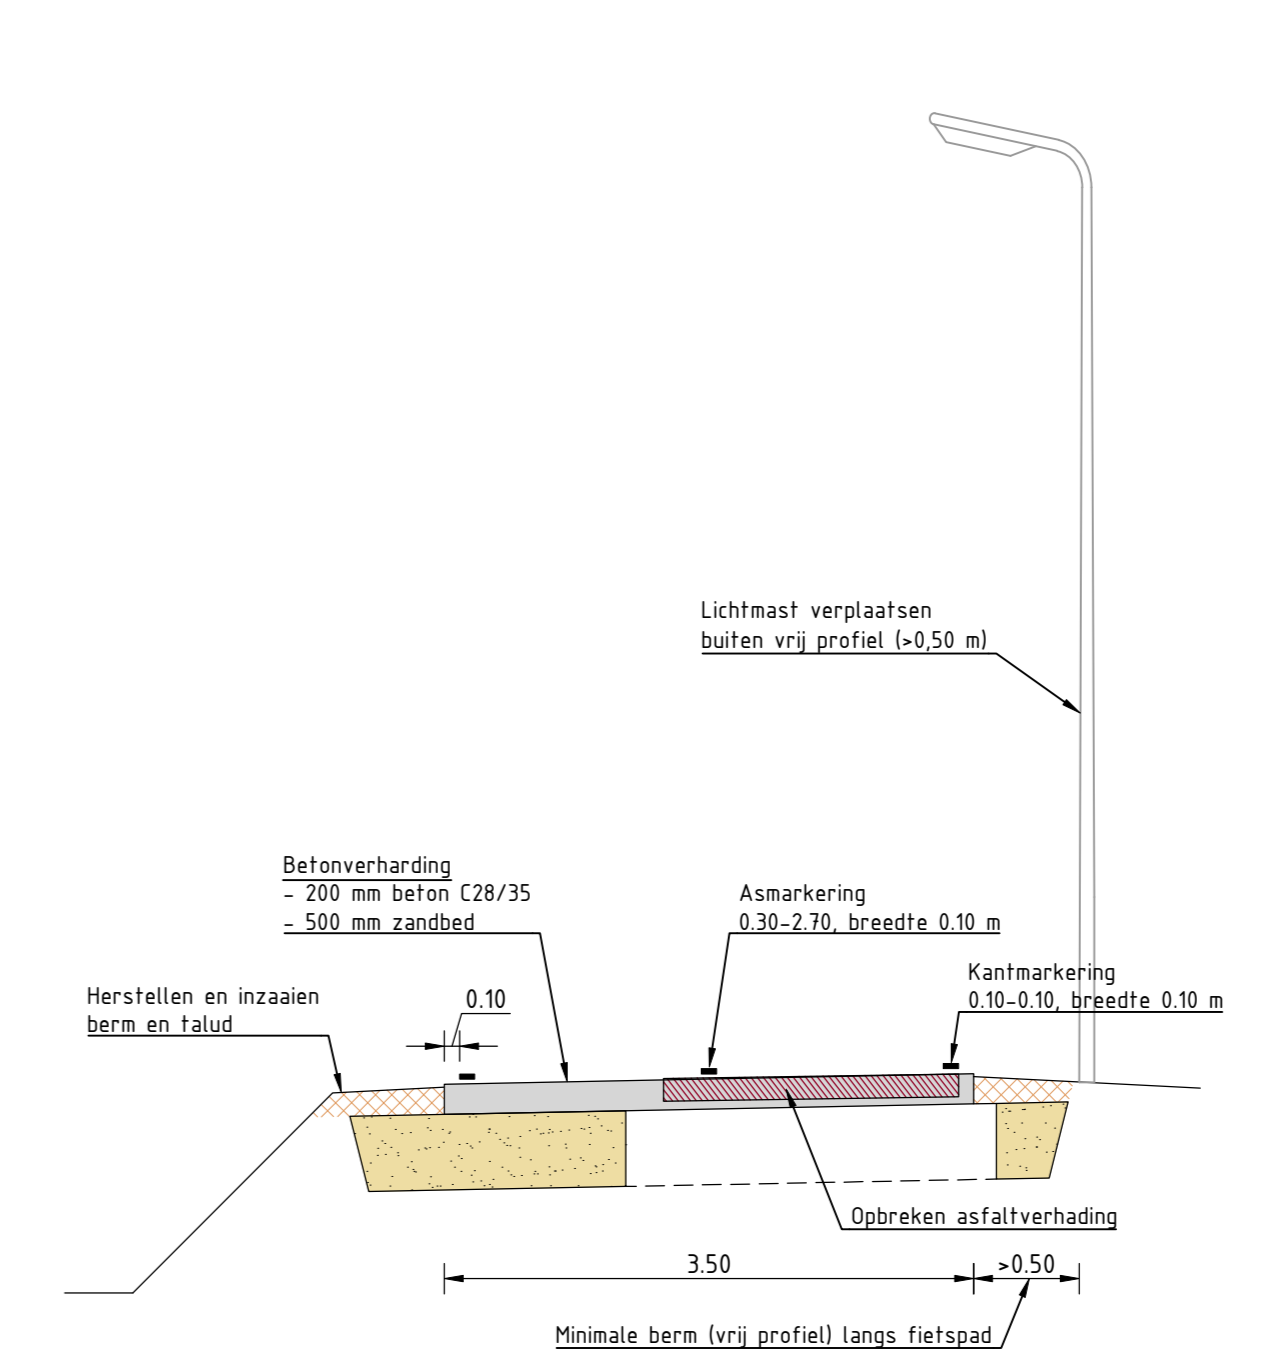 Lichtmast verplaatsen
buiten vrij profiel (>0,50 m)
Betonverharding
- 200 mm beton C28/35
- 500 mm zandbed
Asmarkering
0.30-2.70, breedte 0.10 m
Kantmarkering
0.10-0.10, breedte 0.10 m
Herstellen en inzaaien
berm en talud
0.10
Opbreken asfaltverhading
3.50
>0.50
Minimale berm (vrij profiel) langs fietspad